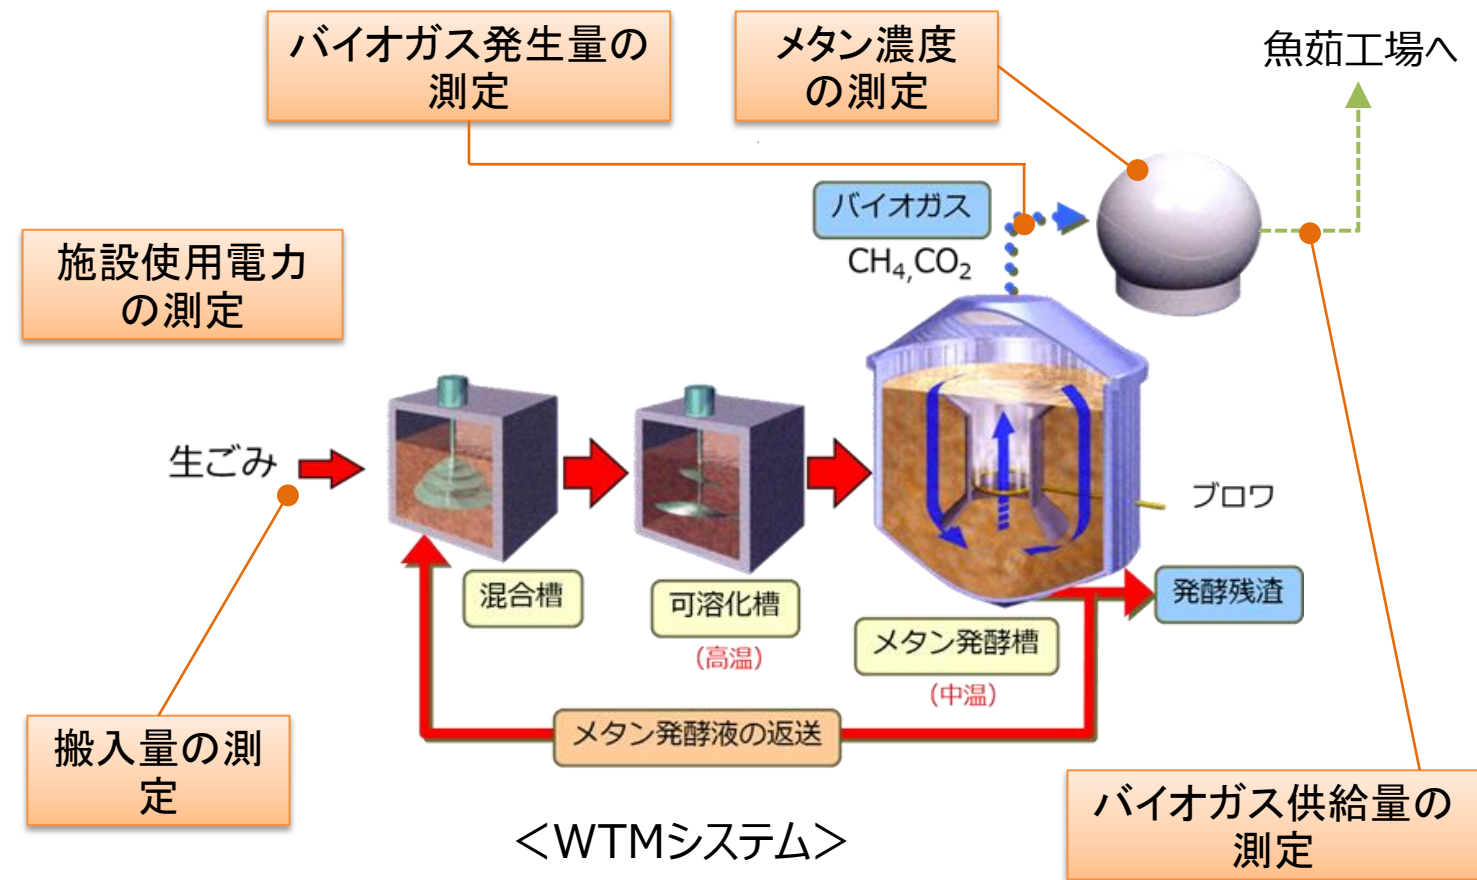 バイオガス発生量の
測定
メタン濃度
の測定
魚茹工場へ
バイオガス
CH₄,CO₂
施設使用電力
の測定
生ごみ
ブロワ
混合槽
可溶化槽
(高温)
メタン発酵槽
(中温)
発酵残渣
メタン発酵液の返送
搬入量の測
定
バイオガス供給量の
測定
＜WTMシステム＞